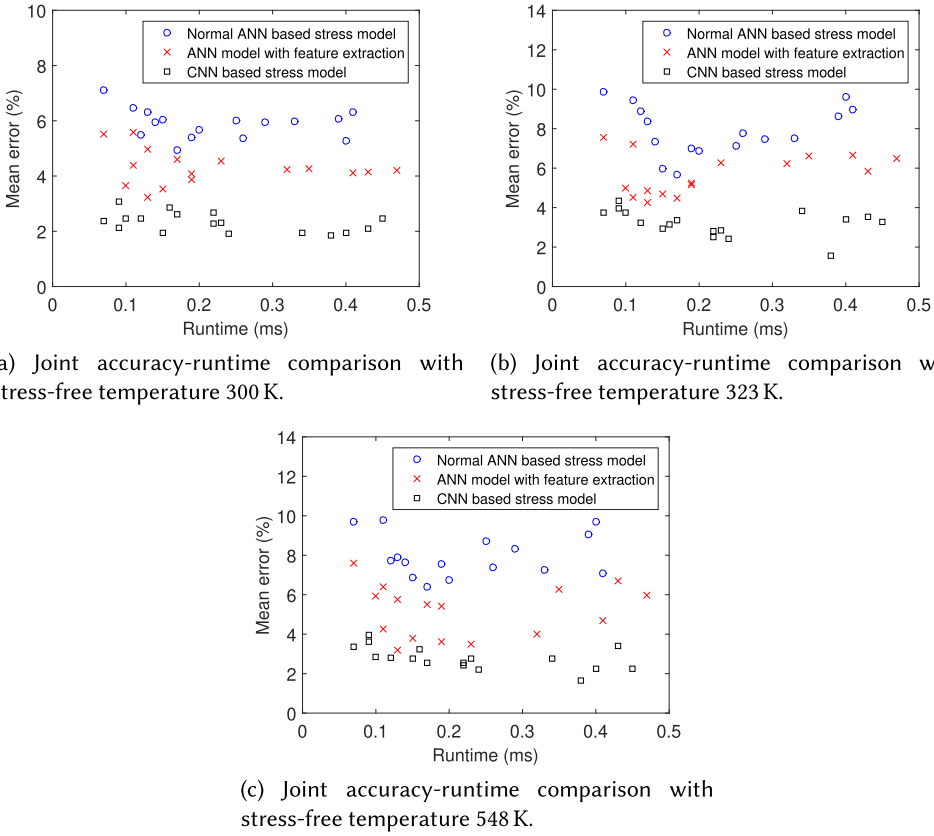 10
8
6
4
2
0
Mean error (%)
Normal ANN based stress model
ANN model with feature extraction
CNN based stress model
0 0.1 0.2 0.3 0.4 0.5
Runtime (ms)
a) Joint accuracy-runtime comparison with
tress-free temperature 300 K.
14
12
10
8
6
4
2
0
Mean error (%)
Normal ANN based stress model
ANN model with feature extraction
CNN based stress model
0 0.1 0.2 0.3 0.4 0.5
Runtime (ms)
(b) Joint accuracy-runtime comparison w
stress-free temperature 323 K.
14
12
10
8
6
4
2
0
Mean error (%)
Normal ANN based stress model
ANN model with feature extraction
CNN based stress model
0 0.1 0.2 0.3 0.4 0.5
Runtime (ms)
(c) Joint accuracy-runtime comparison with
stress-free temperature 548 K.